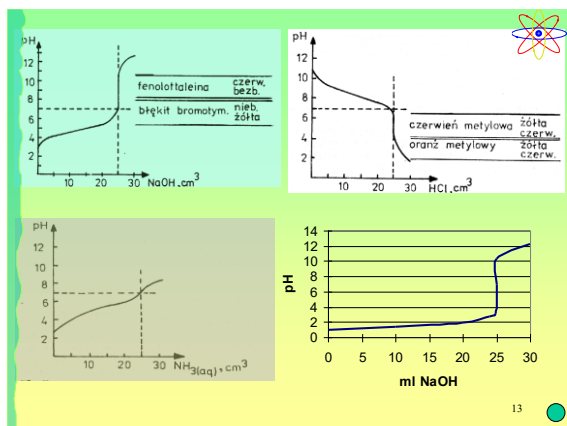 pH
12
10
8
6
4
2
10 20 30
NaOH, cm³
fenolottaleina czerw. bezb.
błękit bromotym. nieb. żółta
pH
12
10
8
6
4
2
10 20 30
HCl, cm³
czerwień metylowa żółta czerw.
oranż metylowy żółta czerw.
pH
12
10
8
6
4
2
10 20 30
NH₃₍aq₎, cm³
14
12
10
8
6
4
2
0
pH
0 5 10 15 20 25 30
ml NaOH
13